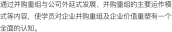 通过并购重组与公司外延式发展、并购重组的主要运作模
式等内容，使学员对企业并购重组及企业价值重塑有一个
全面的认知。